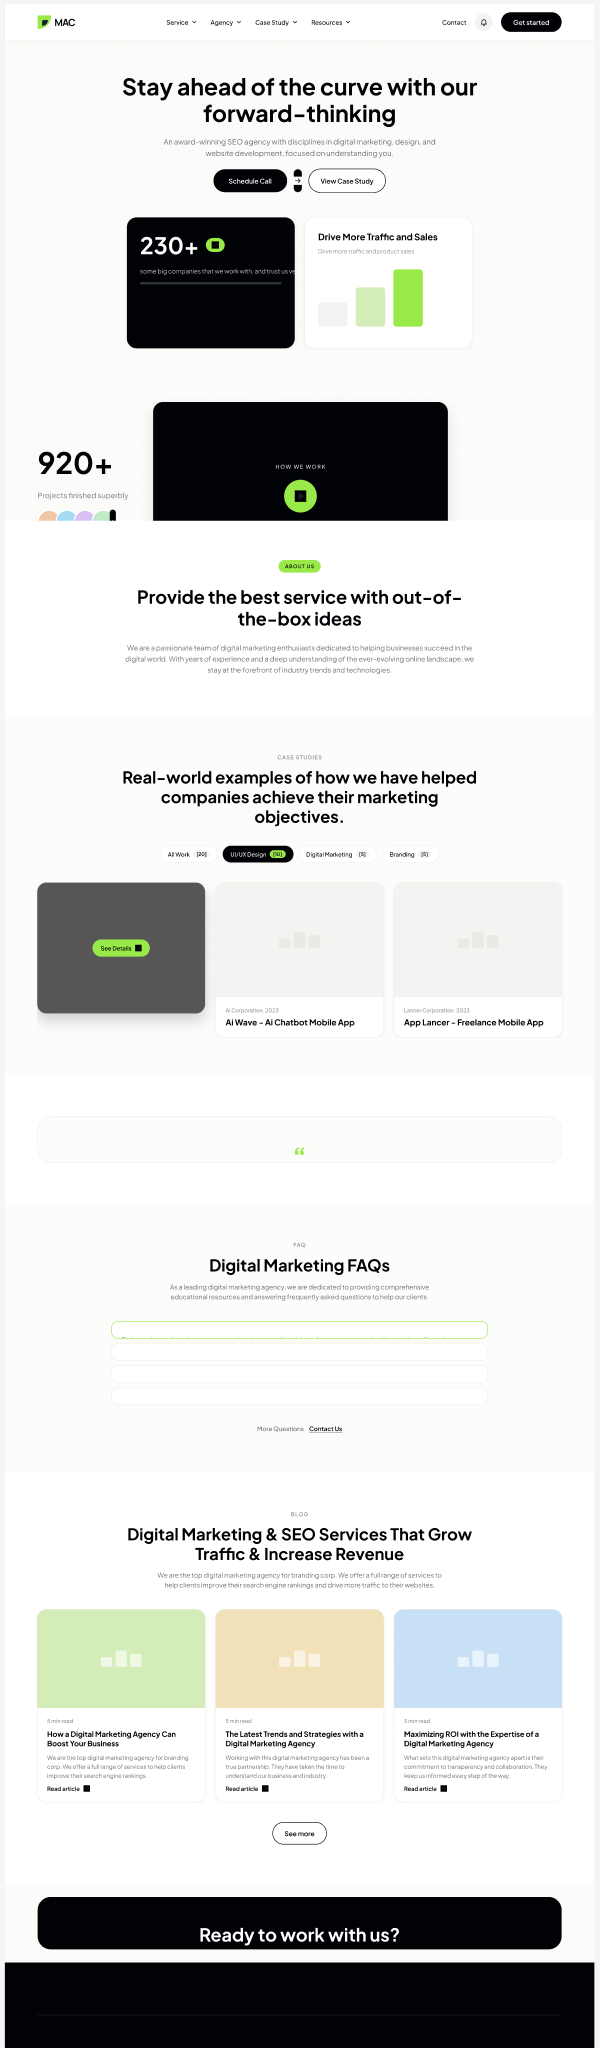 MAC
Service
Agency
Case Study
Resources
Contact
Get started
Stay ahead of the curve with our
forward-thinking
An award-winning SEO agency with disciplines in digital marketing, design, and
website development, focused on understanding you.
Schedule Call
View Case Study
230+
some big companies that we work with, and trust us ve
Drive More Traffic and Sales
Drive more traffic and product sales
920+
Projects finished superbly
HOW WE WORK
ABOUT US
Provide the best service with out-of-
the-box ideas
We are a passionate team of digital marketing enthusiasts dedicated to helping businesses succeed in the
digital world. With years of experience and a deep understanding of the ever-evolving online landscape, we
stay at the forefront of industry trends and technologies.
CASE STUDIES
Real-world examples of how we have helped
companies achieve their marketing
objectives.
All Work [20]
UI/UX Design [10]
Digital Marketing [5]
Branding [5]
See Details
Ai Corporation, 2023
Ai Wave - Ai Chatbot Mobile App
Lancer Corporation, 2023
App Lancer - Freelance Mobile App
“
FAQ
Digital Marketing FAQs
As a leading digital marketing agency, we are dedicated to providing comprehensive
educational resources and answering frequently asked questions to help our clients.
More Questions Contact Us
BLOG
Digital Marketing & SEO Services That Grow
Traffic & Increase Revenue
We are the top digital marketing agency for branding corp. We offer a full range of services to
help clients improve their search engine rankings and drive more traffic to their websites.
5 min read
How a Digital Marketing Agency Can
Boost Your Business
We are the top digital marketing agency for branding
corp. We offer a full range of services to help clients
improve their search engine rankings.
Read article
5 min read
The Latest Trends and Strategies with a
Digital Marketing Agency
Working with this digital marketing agency has been a
true partnership. They have taken the time to
understand our business and industry.
Read article
5 min read
Maximizing ROI with the Expertise of a
Digital Marketing Agency
What sets this digital marketing agency apart is their
commitment to transparency and collaboration. They
keep us informed every step of the way.
Read article
See more
Ready to work with us?